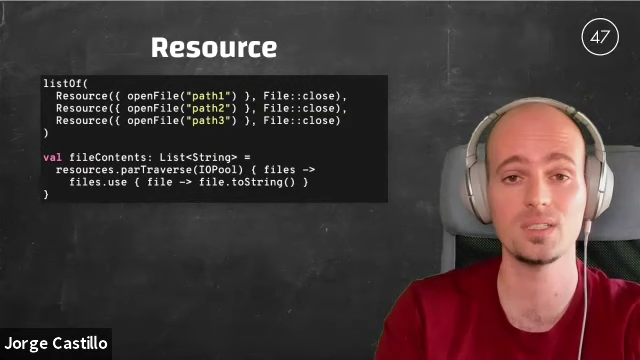 47
Resource
listOf(
  Resource({ openFile("path1") }, File::close),
  Resource({ openFile("path2") }, File::close),
  Resource({ openFile("path3") }, File::close)
)
val fileContents: List<String> =
  resources.parTraverse(IOPool) { files ->
    files.use { file -> file.toString() }
}
Jorge Castillo